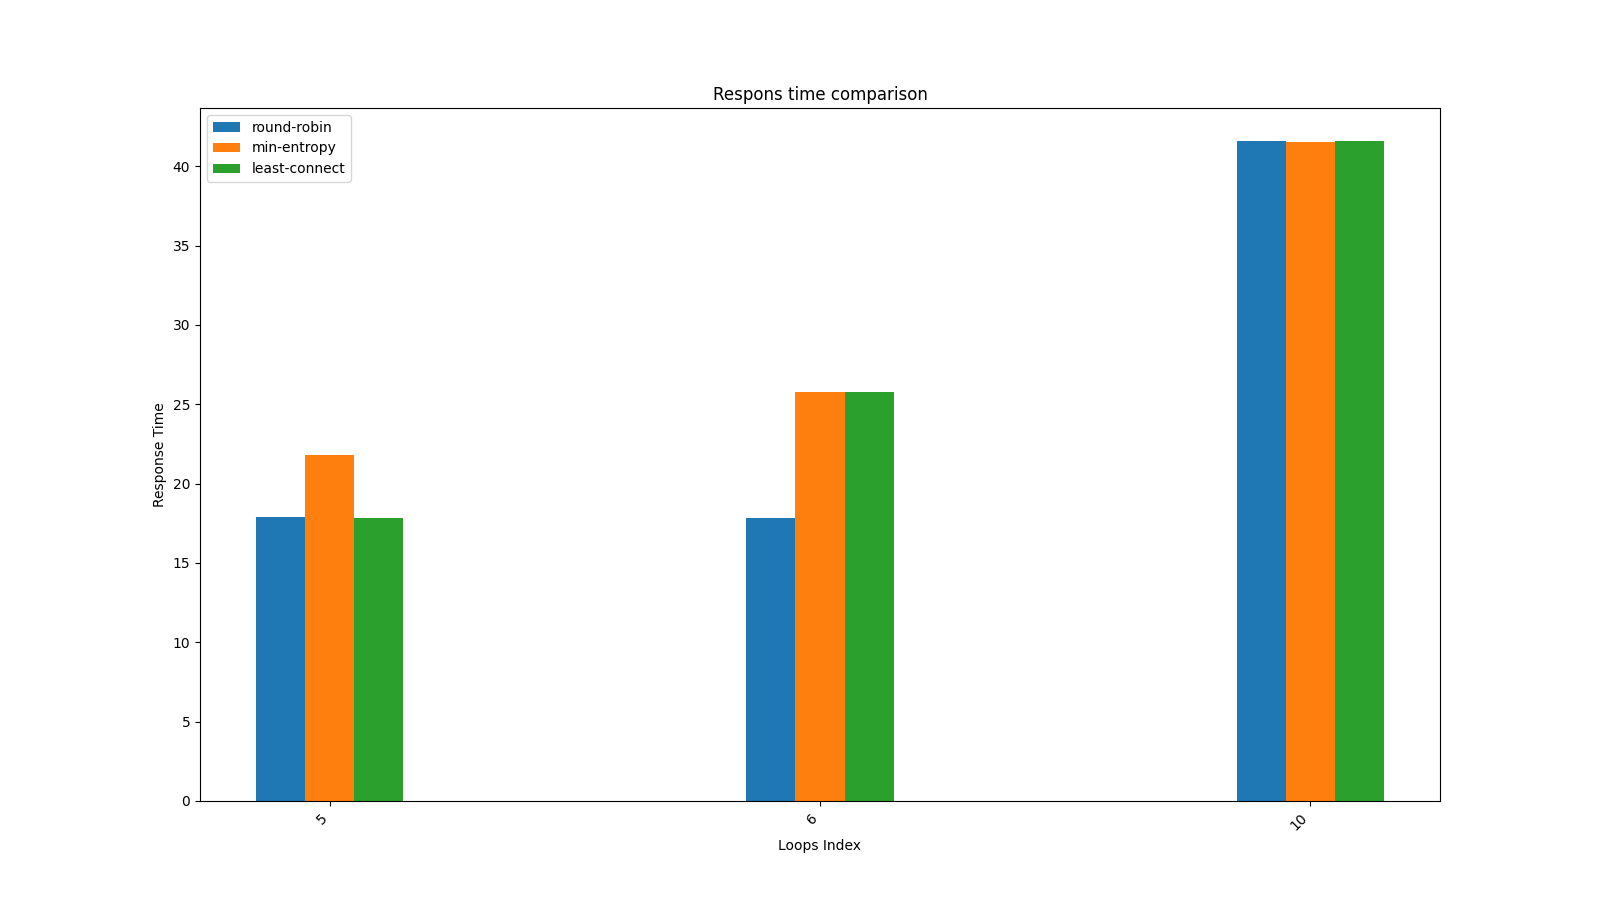 Respons time comparison
round-robin
min-entropy
least-connect
40
35
30
25
20
15
10
5
0
Response Time
5
6
10
Loops Index